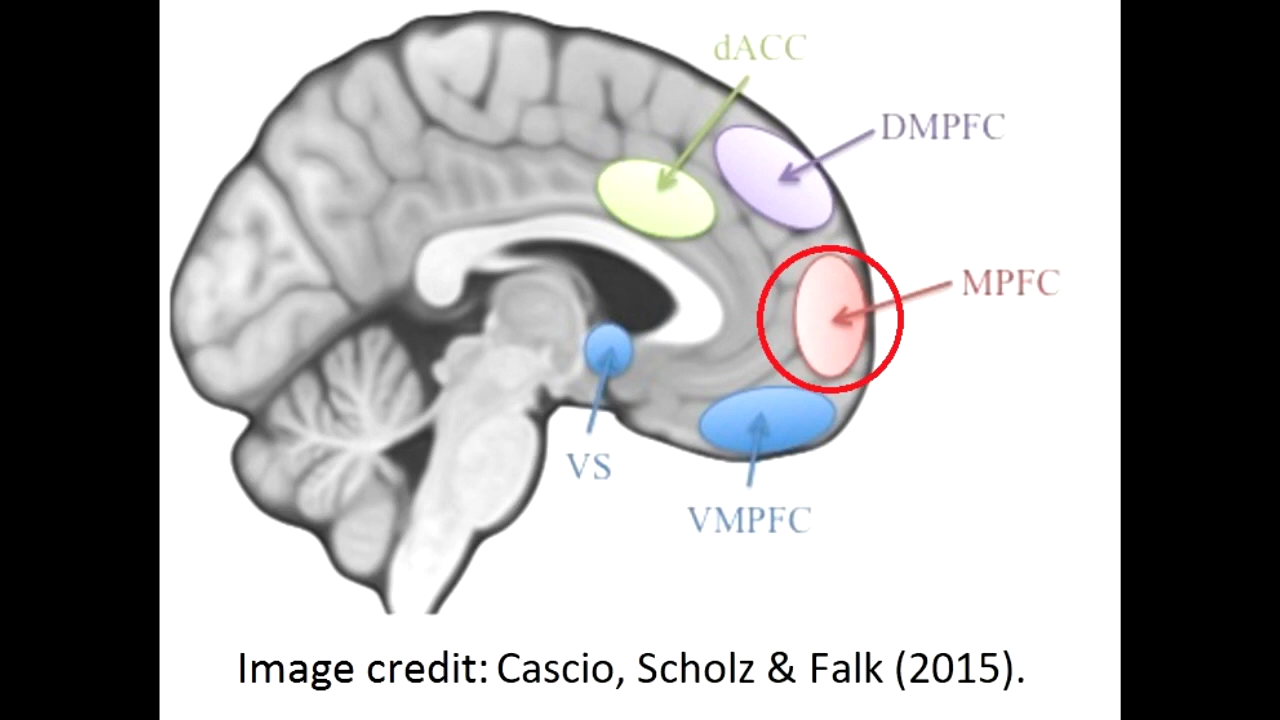 dACC
DMPFC
MPFC
VS
VMPFC
Image credit: Cascio, Scholz & Falk (2015).